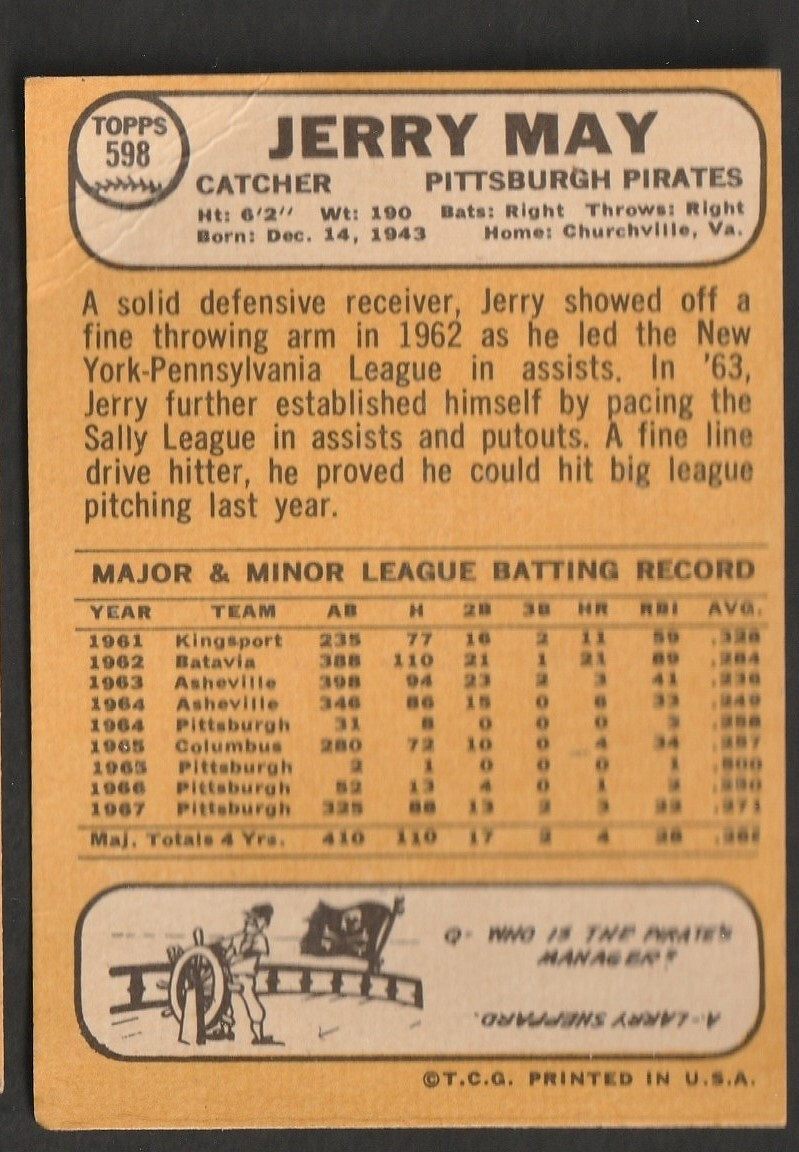 TOPPS
598
JERRY MAY
CATCHER PITTSBURGH PIRATES
Ht: 6'2" Wt: 190 Bats: Right Throws: Right
Born: Dec. 14, 1943 Home: Churchville, Va.
A solid defensive receiver, Jerry showed off a
fine throwing arm in 1962 as he led the New
York-Pennsylvania League in assists. In '63,
Jerry further established himself by pacing the
Sally League in assists and putouts. A fine line
drive hitter, he proved he could hit big league
pitching last year.
MAJOR & MINOR LEAGUE BATTING RECORD
YEAR TEAM AB H 2B 3B HR RBI AVG.
1961 Kingsport 235 77 16 2 11 59 .328
1962 Batavia 388 110 21 1 21 89 .284
1963 Asheville 398 94 23 2 3 41 .236
1964 Asheville 346 86 15 0 6 33 .249
1964 Pittsburgh 31 8 0 0 0 3 .258
1965 Columbus 280 72 10 0 4 34 .257
1965 Pittsburgh 2 1 0 0 0 1 .500
1966 Pittsburgh 52 13 4 0 1 2 .250
1967 Pittsburgh 325 88 13 2 3 22 .271
Maj. Totals 4 Yrs. 410 110 17 2 4 28 .268
Q- WHO IS THE PIRATE'S
MANAGER?
A-LARRY SHEPPARD.
©T.C.G. PRINTED IN U.S.A.